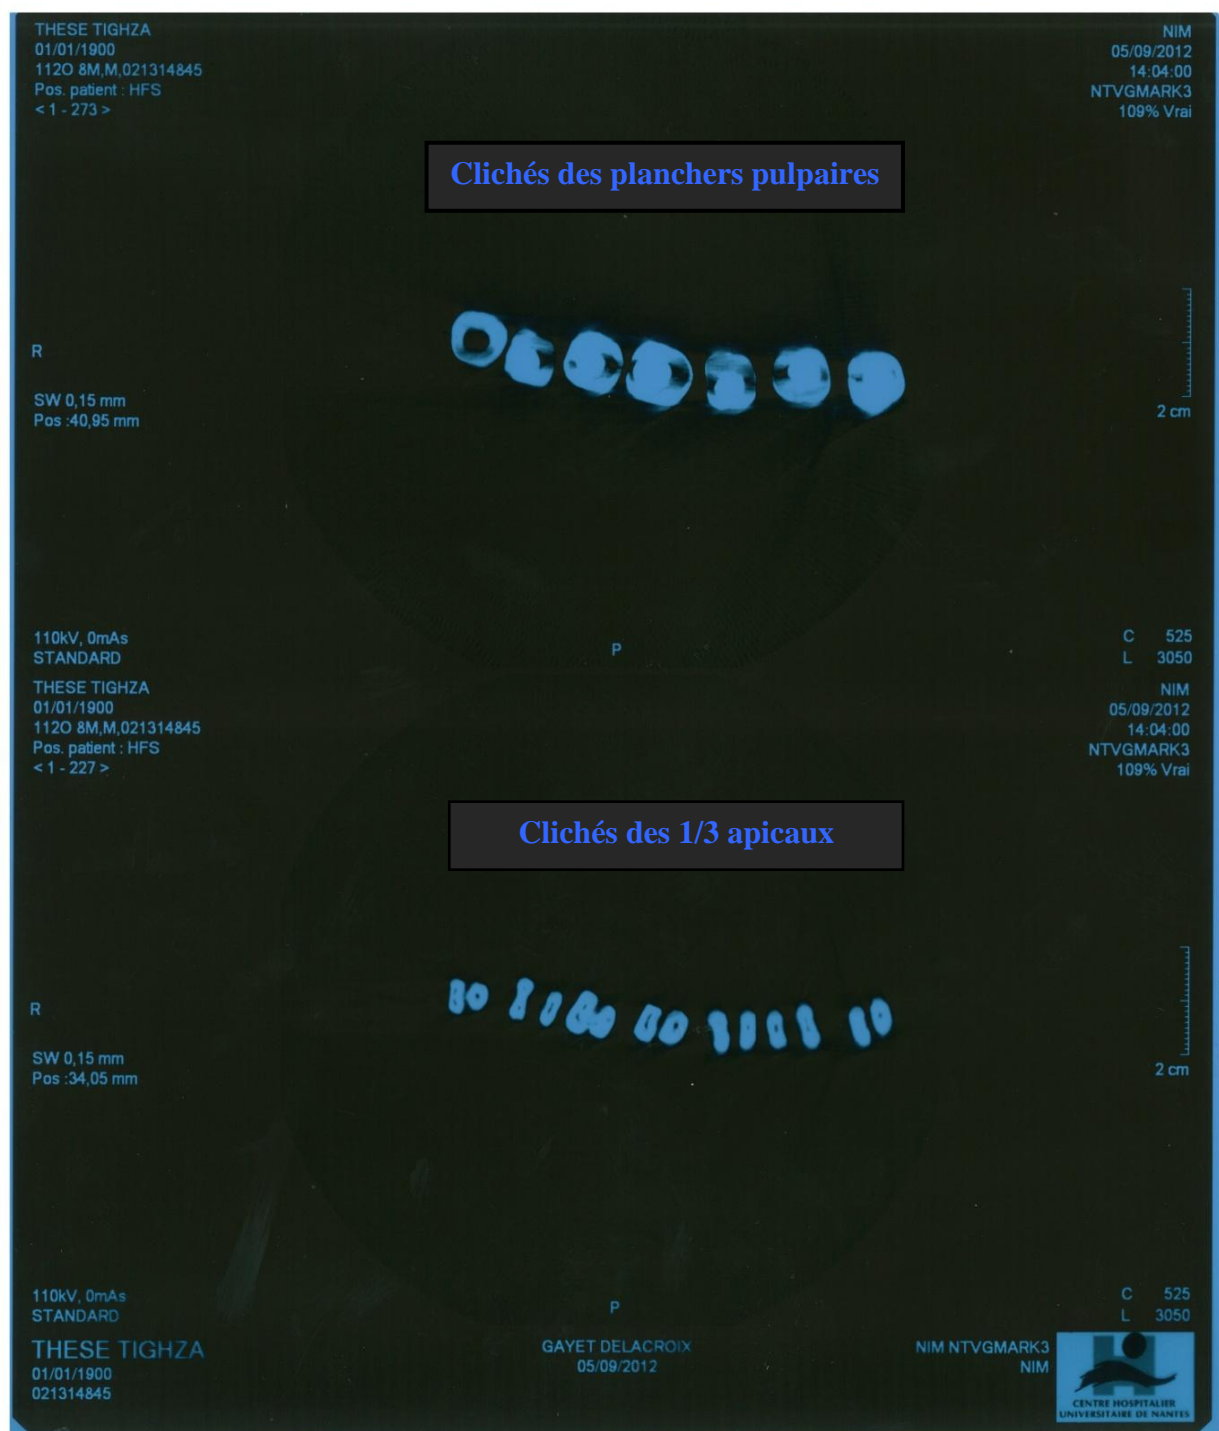 THESE TIGHZA
01/01/1900
112O 8M,M,021314845
Pos. patient : HFS
< 1 - 273 >
NIM
05/09/2012
14:04:00
NTVGMARK3
109% Vrai
Clichés des planchers pulpaires
R
SW 0,15 mm
Pos :40,95 mm
2 cm
110kV, 0mAs
STANDARD
P
C 525
L 3050
THESE TIGHZA
01/01/1900
112O 8M,M,021314845
Pos. patient : HFS
< 1 - 227 >
NIM
05/09/2012
14:04:00
NTVGMARK3
109% Vrai
Clichés des 1/3 apicaux
R
SW 0,15 mm
Pos :34,05 mm
2 cm
110kV, 0mAs
STANDARD
P
C 525
L 3050
THESE TIGHZA
01/01/1900
021314845
GAYET DELACROIX
05/09/2012
NIM NTVGMARK3
NIM
H
CENTRE HOSPITALIER
UNIVERSITAIRE DE NANTES